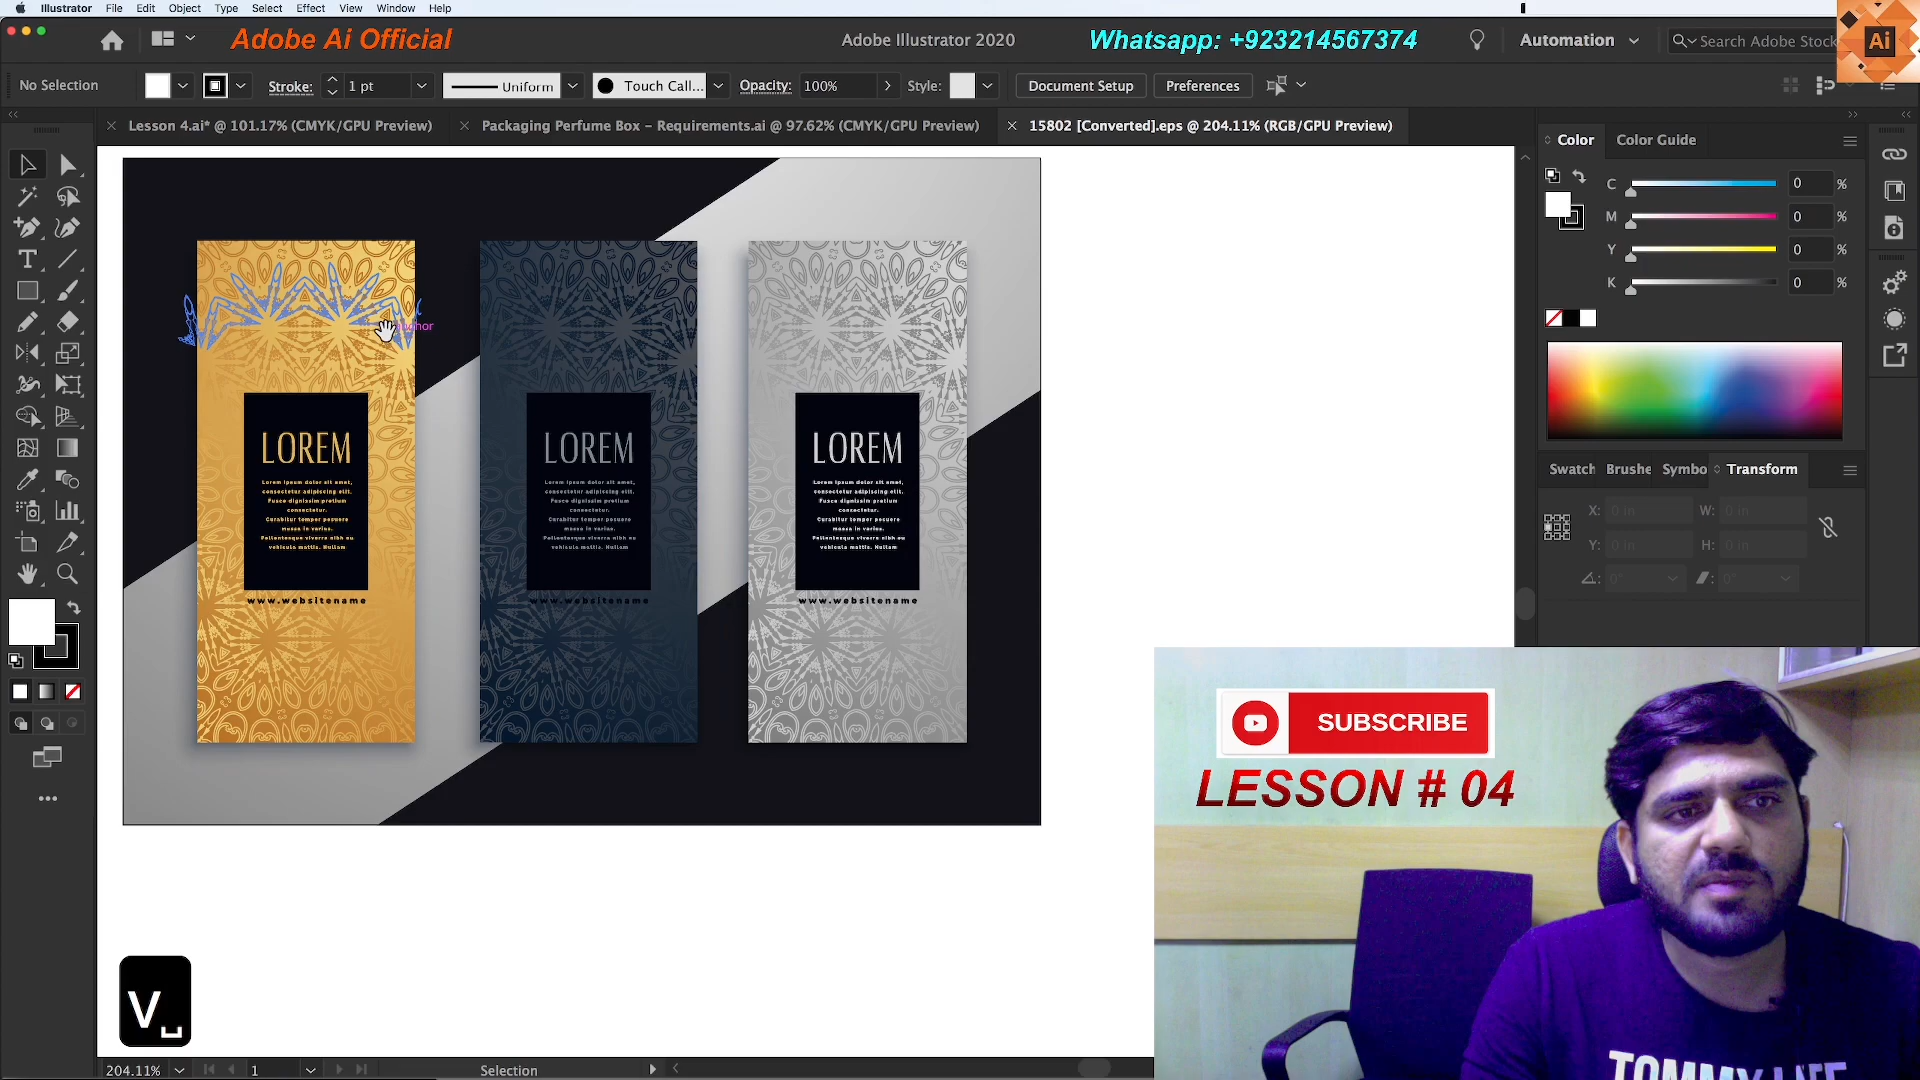 Illustrator File Edit Object Type Select Effect View Window Help
Adobe Ai Official
Adobe Illustrator 2020
Whatsapp: +923214567374
Automation
Search Adobe Stock
Ai
No Selection
Stroke: 1 pt
Uniform
Touch Call...
Opacity: 100%
Style:
Document Setup
Preferences
Lesson 4.ai* @ 101.17% (CMYK/GPU Preview)
Packaging Perfume Box – Requirements.ai @ 97.62% (CMYK/GPU Preview)
15802 [Converted].eps @ 204.11% (RGB/GPU Preview)
Color
Color Guide
C 0 %
M 0 %
Y 0 %
K 0 %
Swatch Brushe Symbo Transform
X: 0 in W: 0 in
Y: 0 in H: 0 in
0° 0°
LOREM
Lorem ipsum dolor sit amet,
consectetur adipiscing elit.
Fusce dignissim pretium
consectetur.
Curabitur tempor posuere
massa in varius.
Pellentesque viverra nibh eu
vehicula mattis. Nullam
www.websitename
LOREM
Lorem ipsum dolor sit amet,
consectetur adipiscing elit.
Fusce dignissim pretium
consectetur.
Curabitur tempor posuere
massa in varius.
Pellentesque viverra nibh eu
vehicula mattis. Nullam
www.websitename
LOREM
Lorem ipsum dolor sit amet,
consectetur adipiscing elit.
Fusce dignissim pretium
consectetur.
Curabitur tempor posuere
massa in varius.
Pellentesque viverra nibh eu
vehicula mattis. Nullam
www.websitename
SUBSCRIBE
LESSON # 04
TOMMY LIFE
V
204.11%
1
Selection